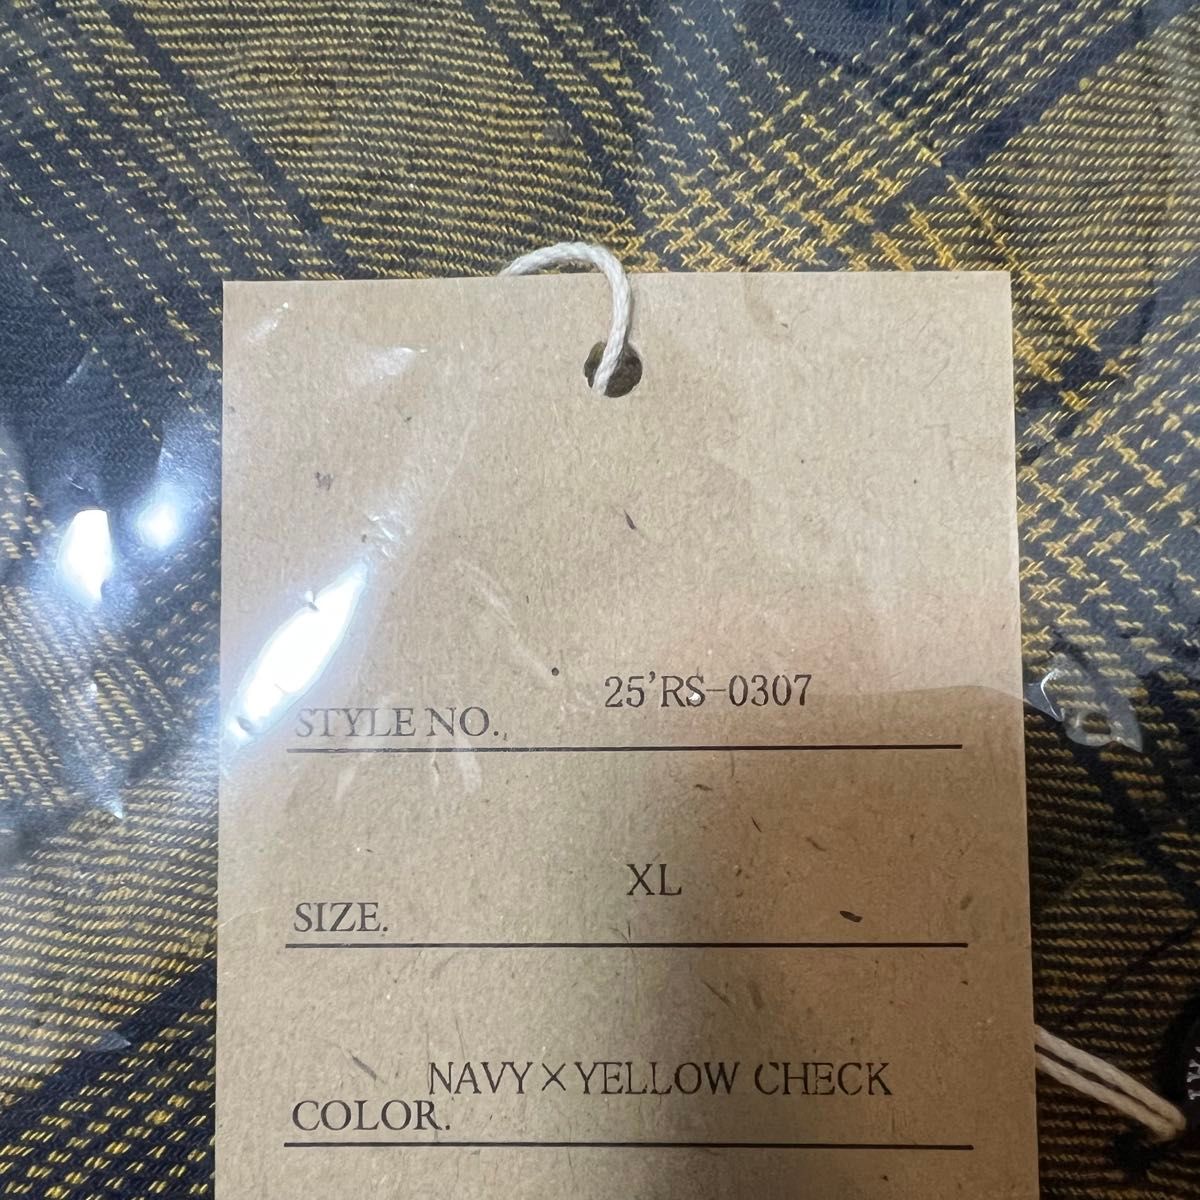 25'RS-0307
STYLE NO.
XL
SIZE.
NAVY×YELLOW CHECK
COLOR.